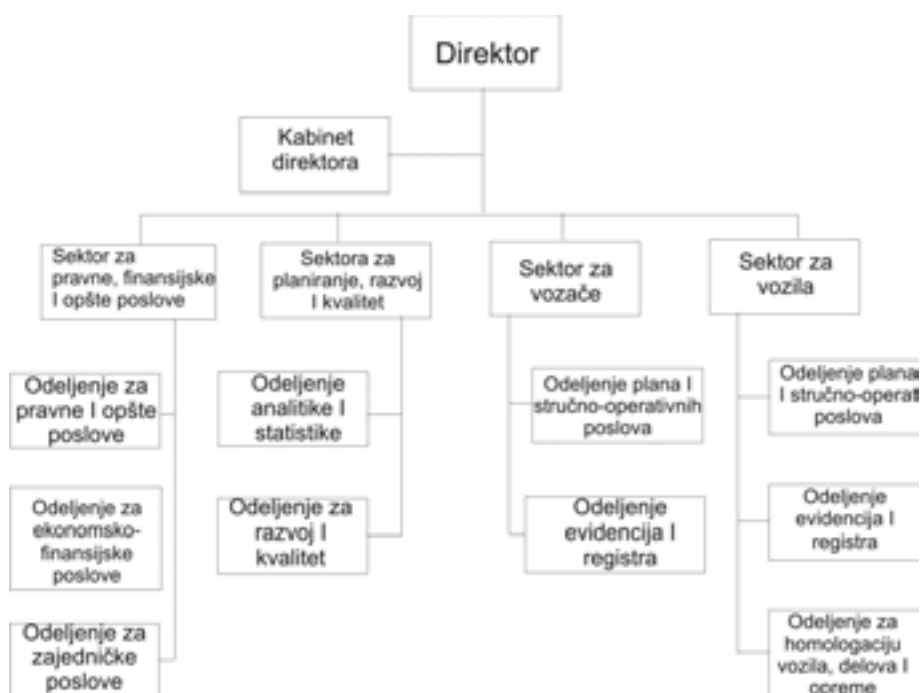 Direktor
Kabinet
direktora
Sektor za
pravne, finansijske
I opšte poslove
Sektora za
planiranje, razvoj
I kvalitet
Sektor za
vozače
Sektor za
vozila
Odeljenje za
pravne I opšte
poslove
Odeljenje za
ekonomsko-
finansijske
poslove
Odeljenje za
zajedničke
poslove
Odeljenje
analitike I
statistike
Odeljenje za
razvoj I
kvalitet
Odeljenje plana I
stručno-operativnih
poslova
Odeljenje
evidencija I
registra
Odeljenje plana
I stručno-operat
poslova
Odeljenje
evidencija I
registra
Odeljenje za
homologaciju
vozila, delova I
opreme